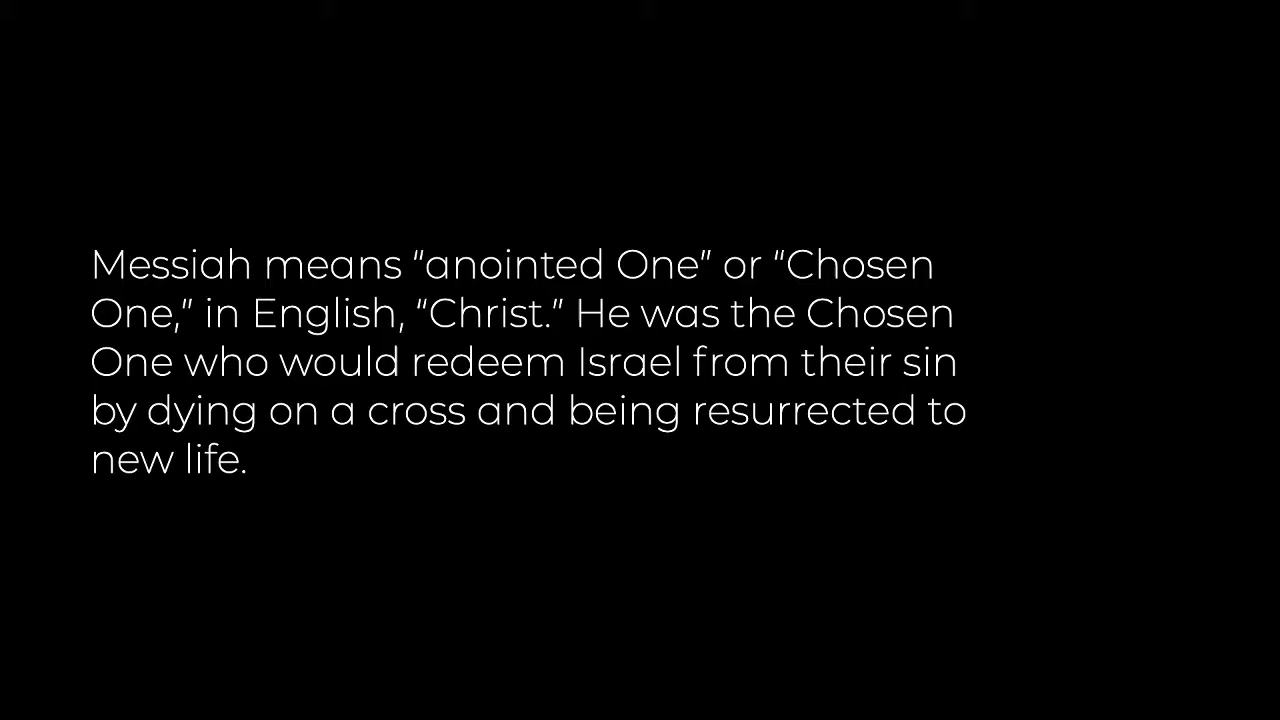 Messiah means “anointed One” or “Chosen
One,” in English, “Christ.” He was the Chosen
One who would redeem Israel from their sin
by dying on a cross and being resurrected to
new life.